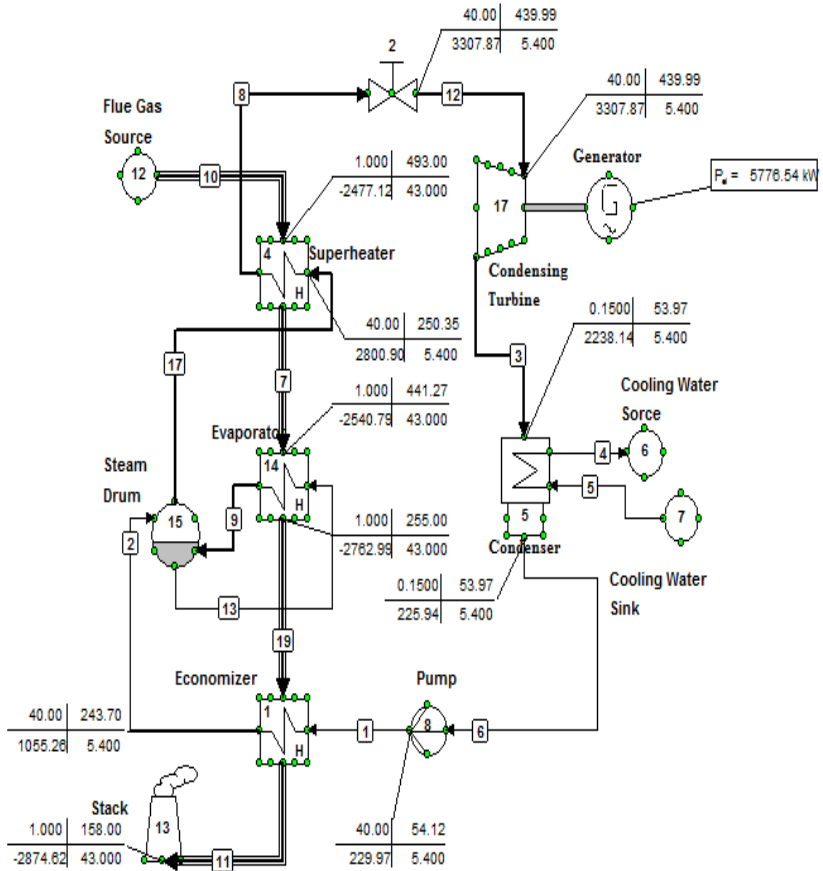 40.00 439.99
3307.87 5.400
2
8
12
40.00 439.99
3307.87 5.400
Flue Gas
Source
12
10
1.000 493.00
-2477.12 43.000
Generator
G
~
P = 5776.54 kW
17
4
H
Superheater
Condensing
Turbine
0.1500 53.97
2238.14 5.400
40.00 250.35
2800.90 5.400
17
7
3
1.000 441.27
-2540.79 43.000
Cooling Water
Sorce
Evaporator
Steam
Drum
14
H
4
6
5
7
15
9
2
5
1.000 255.00
-2762.99 43.000
Condenser
0.1500 53.97
225.94 5.400
Cooling Water
Sink
13
19
Economizer
Pump
1
H
1
8
6
40.00 243.70
1055.26 5.400
Stack
13
1.000 158.00
-2874.62 43.000
11
40.00 54.12
229.97 5.400